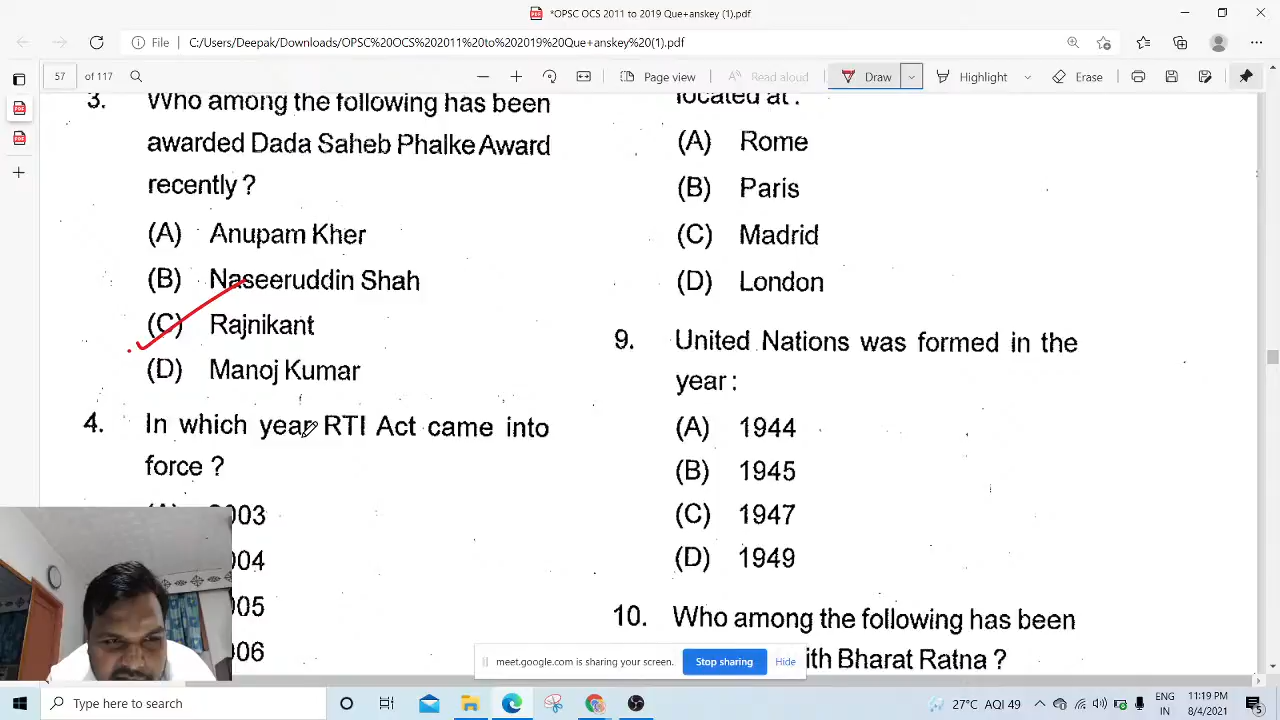 *OPSC OCS 2011 to 2019 Que+anskey (1).pdf
File
C:/Users/Deepak/Downloads/OPSC%20OCS%202011%20to%202019%20Que+anskey%20(1).pdf
57 of 117
Page view
Read aloud
Draw
Highlight
Erase
3. Who among the following has been
awarded Dada Saheb Phalke Award
recently ?
(A) Anupam Kher
(B) Naseeruddin Shah
(C) Rajnikant
(D) Manoj Kumar
4. In which year RTI Act came into
force ?
(A) 2003
004
005
006
located at :
(A) Rome
(B) Paris
(C) Madrid
(D) London
9. United Nations was formed in the
year :
(A) 1944
(B) 1945
(C) 1947
(D) 1949
10. Who among the following has been
ith Bharat Ratna ?
meet.google.com is sharing your screen.
Stop sharing
Hide
Type here to search
27°C AQI 49
ENG
IN
11:19 PM
8/4/2021
5